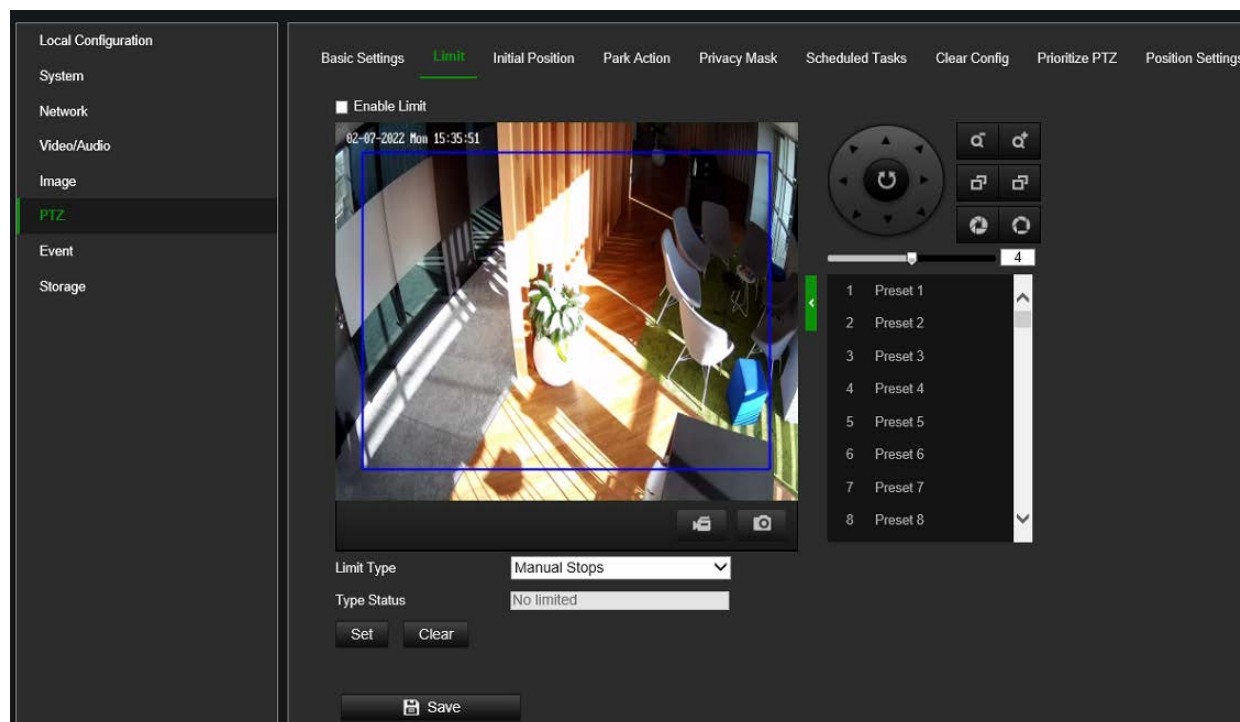 Local Configuration
System
Network
Video/Audio
Image
PTZ
Event
Storage
Basic Settings Limit Initial Position Park Action Privacy Mask Scheduled Tasks Clear Config Prioritize PTZ Position Settings
Enable Limit
02-07-2022 Mon 15:35:51
4
1 Preset 1
2 Preset 2
3 Preset 3
4 Preset 4
5 Preset 5
6 Preset 6
7 Preset 7
8 Preset 8
Limit Type Manual Stops
Type Status No limited
Set Clear
Save